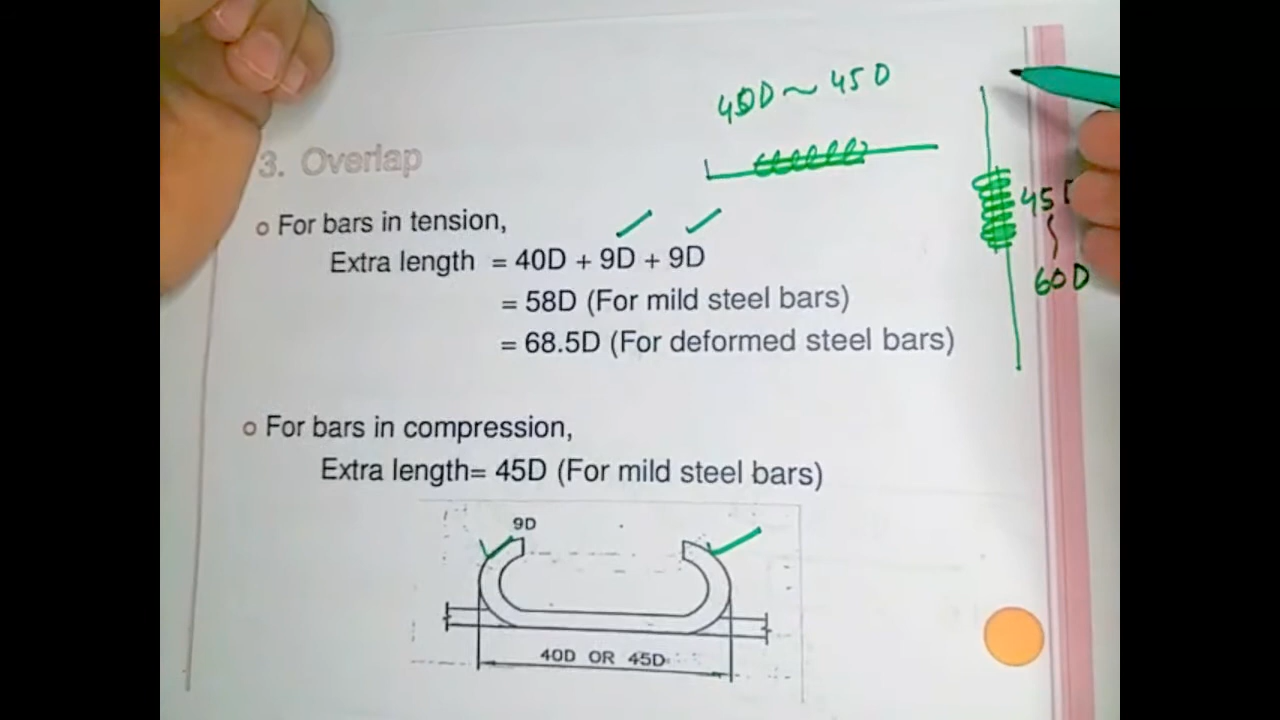 40D ~ 45D
3. Overlap
For bars in tension,
Extra length = 40D + 9D + 9D
= 58D (For mild steel bars)
= 68.5D (For deformed steel bars)
45D
60D
For bars in compression,
Extra length= 45D (For mild steel bars)
9D
40D OR 45D